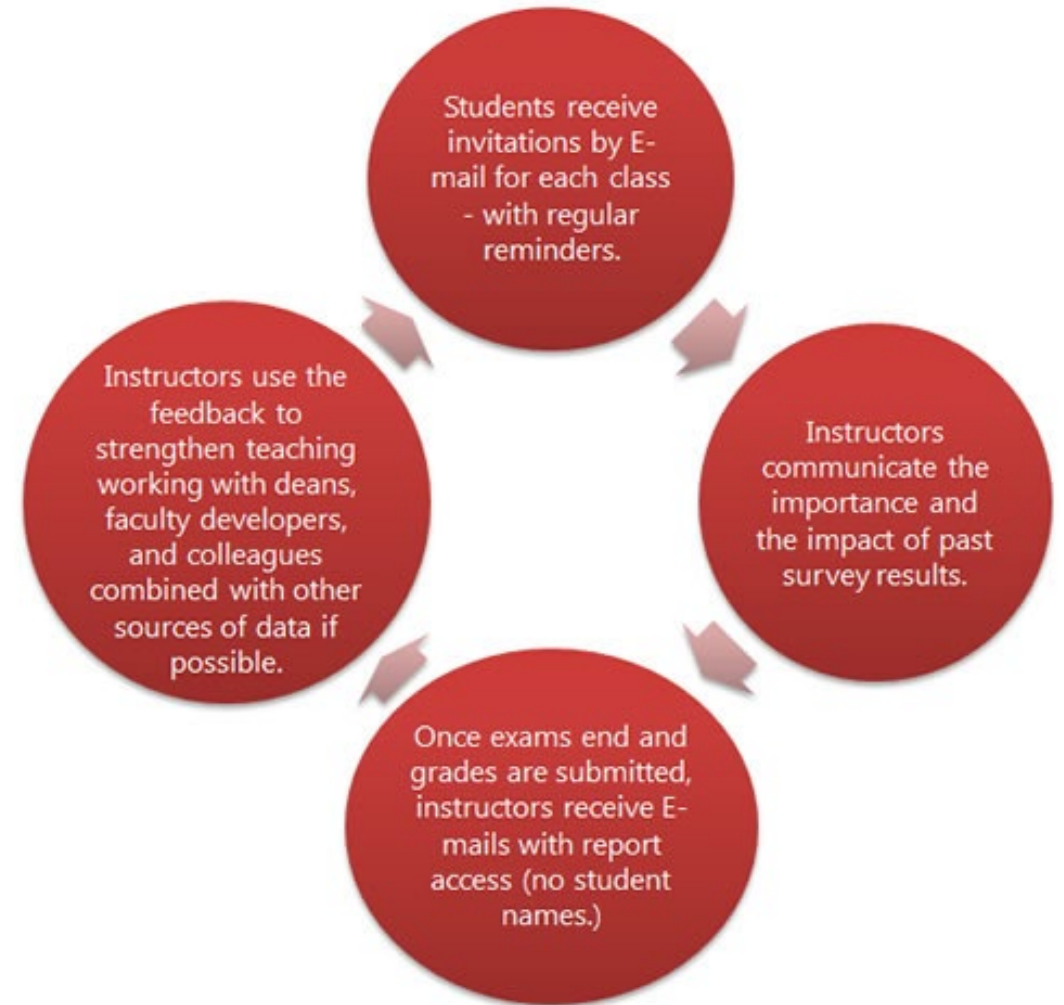 Students receive
invitations by E-
mail for each class
- with regular
reminders.
Instructors
communicate the
importance and
the impact of past
survey results.
Once exams end and
grades are submitted,
instructors receive E-
mails with report
access (no student
names.)
Instructors use the
feedback to
strengthen teaching
working with deans,
faculty developers,
and colleagues
combined with other
sources of data if
possible.